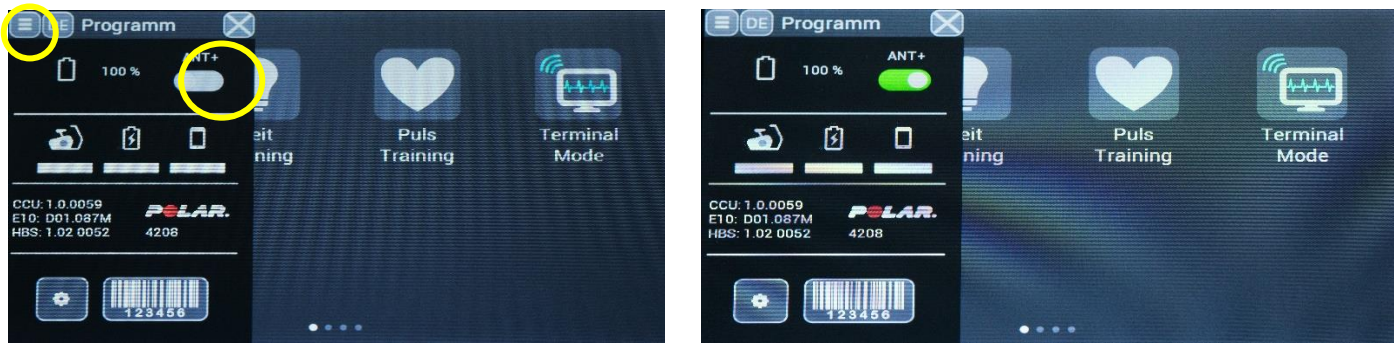 DE Programm
100 %
ANT+
eit
ning
Puls
Training
Terminal
Mode
CCU: 1.0.0059
E10: D01.087M
HBS: 1.02 0052
4208
POLAR.
123456
DE Programm
100 %
ANT+
eit
ning
Puls
Training
Terminal
Mode
CCU: 1.0.0059
E10: D01.087M
HBS: 1.02 0052
4208
POLAR.
123456